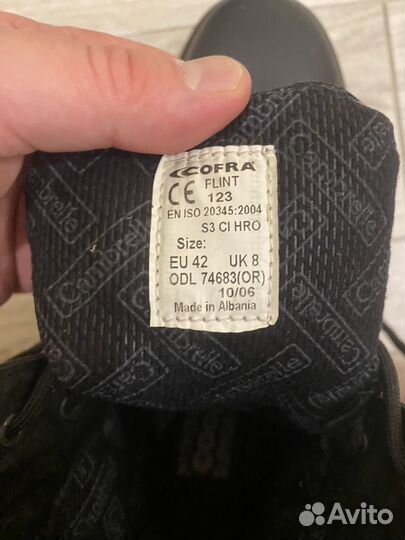 COFRA
CE FLINT
123
EN ISO 20345:2004
S3 CI HRO
Size:
EU 42 UK 8
ODL 74683(OR)
10/06
Made in Albania
Cambrelle
Avito